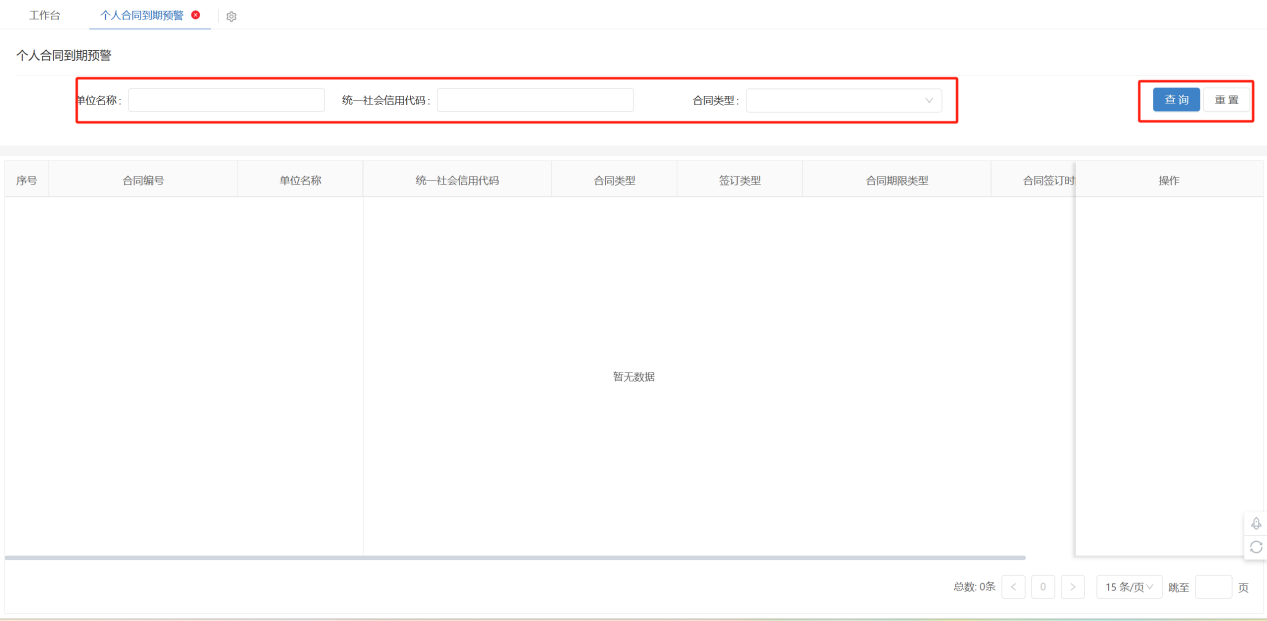 工作台 个人合同到期预警
个人合同到期预警
单位名称: 统一社会信用代码: 合同类型: 查询 重置
序号 合同编号 单位名称 统一社会信用代码 合同类型 签订类型 合同期限类型 合同签订时 操作
暂无数据
总数: 0条 < 0 > 15 条/页 跳至 页